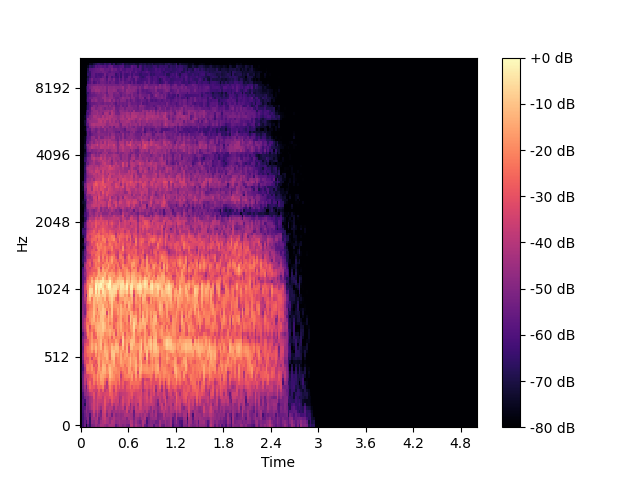 +0 dB
8192
-10 dB
4096
-20 dB
-30 dB
2048
-40 dB
Hz
1024
-50 dB
512
-60 dB
-70 dB
0
-80 dB
0 0.6 1.2 1.8 2.4 3 3.6 4.2 4.8
Time